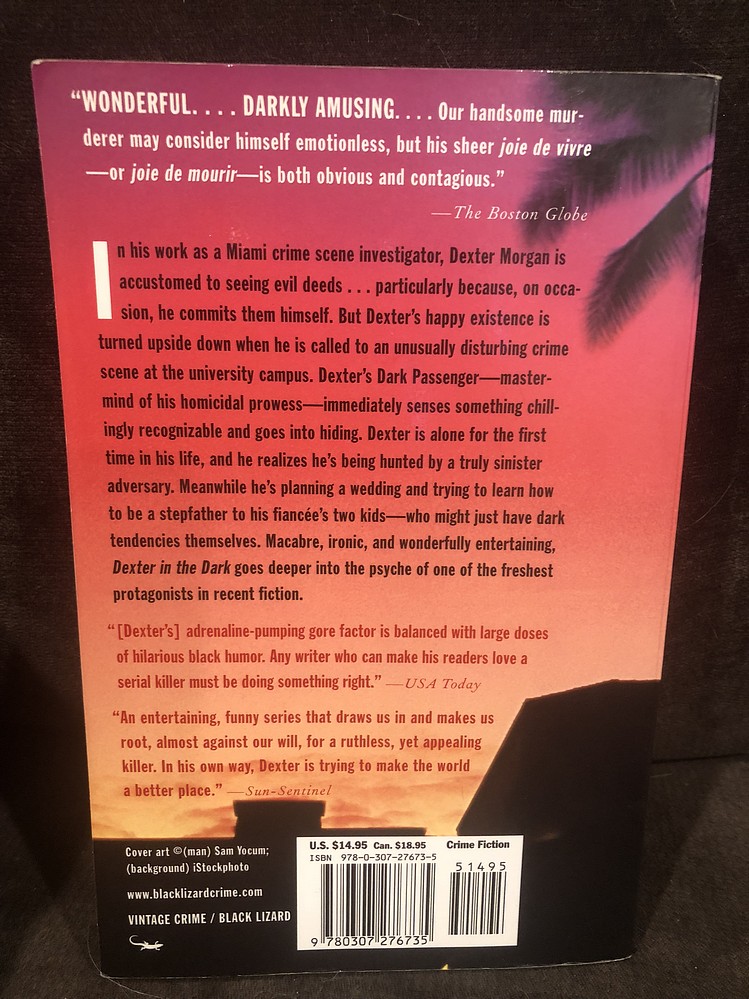 “WONDERFUL. . . . DARKLY AMUSING. . . . Our handsome mur-
derer may consider himself emotionless, but his sheer joie de vivre
—or joie de mourir—is both obvious and contagious.”
—The Boston Globe
In his work as a Miami crime scene investigator, Dexter Morgan is
accustomed to seeing evil deeds . . . particularly because, on occa-
sion, he commits them himself. But Dexter’s happy existence is
turned upside down when he is called to an unusually disturbing crime
scene at the university campus. Dexter’s Dark Passenger—master-
mind of his homicidal prowess—immediately senses something chill-
ingly recognizable and goes into hiding. Dexter is alone for the first
time in his life, and he realizes he’s being hunted by a truly sinister
adversary. Meanwhile he’s planning a wedding and trying to learn how
to be a stepfather to his fiancée’s two kids—who might just have dark
tendencies themselves. Macabre, ironic, and wonderfully entertaining,
Dexter in the Dark goes deeper into the psyche of one of the freshest
protagonists in recent fiction.
“[Dexter’s] adrenaline-pumping gore factor is balanced with large doses
of hilarious black humor. Any writer who can make his readers love a
serial killer must be doing something right.” —USA Today
“An entertaining, funny series that draws us in and makes us
root, almost against our will, for a ruthless, yet appealing
killer. In his own way, Dexter is trying to make the world
a better place.” —Sun-Sentinel
Cover art ©(man) Sam Yocum;
(background) iStockphoto
www.blacklizardcrime.com
VINTAGE CRIME / BLACK LIZARD
U.S. $14.95 Can. $18.95 Crime Fiction
ISBN 978-0-307-27673-5
51495
9 780307 276735